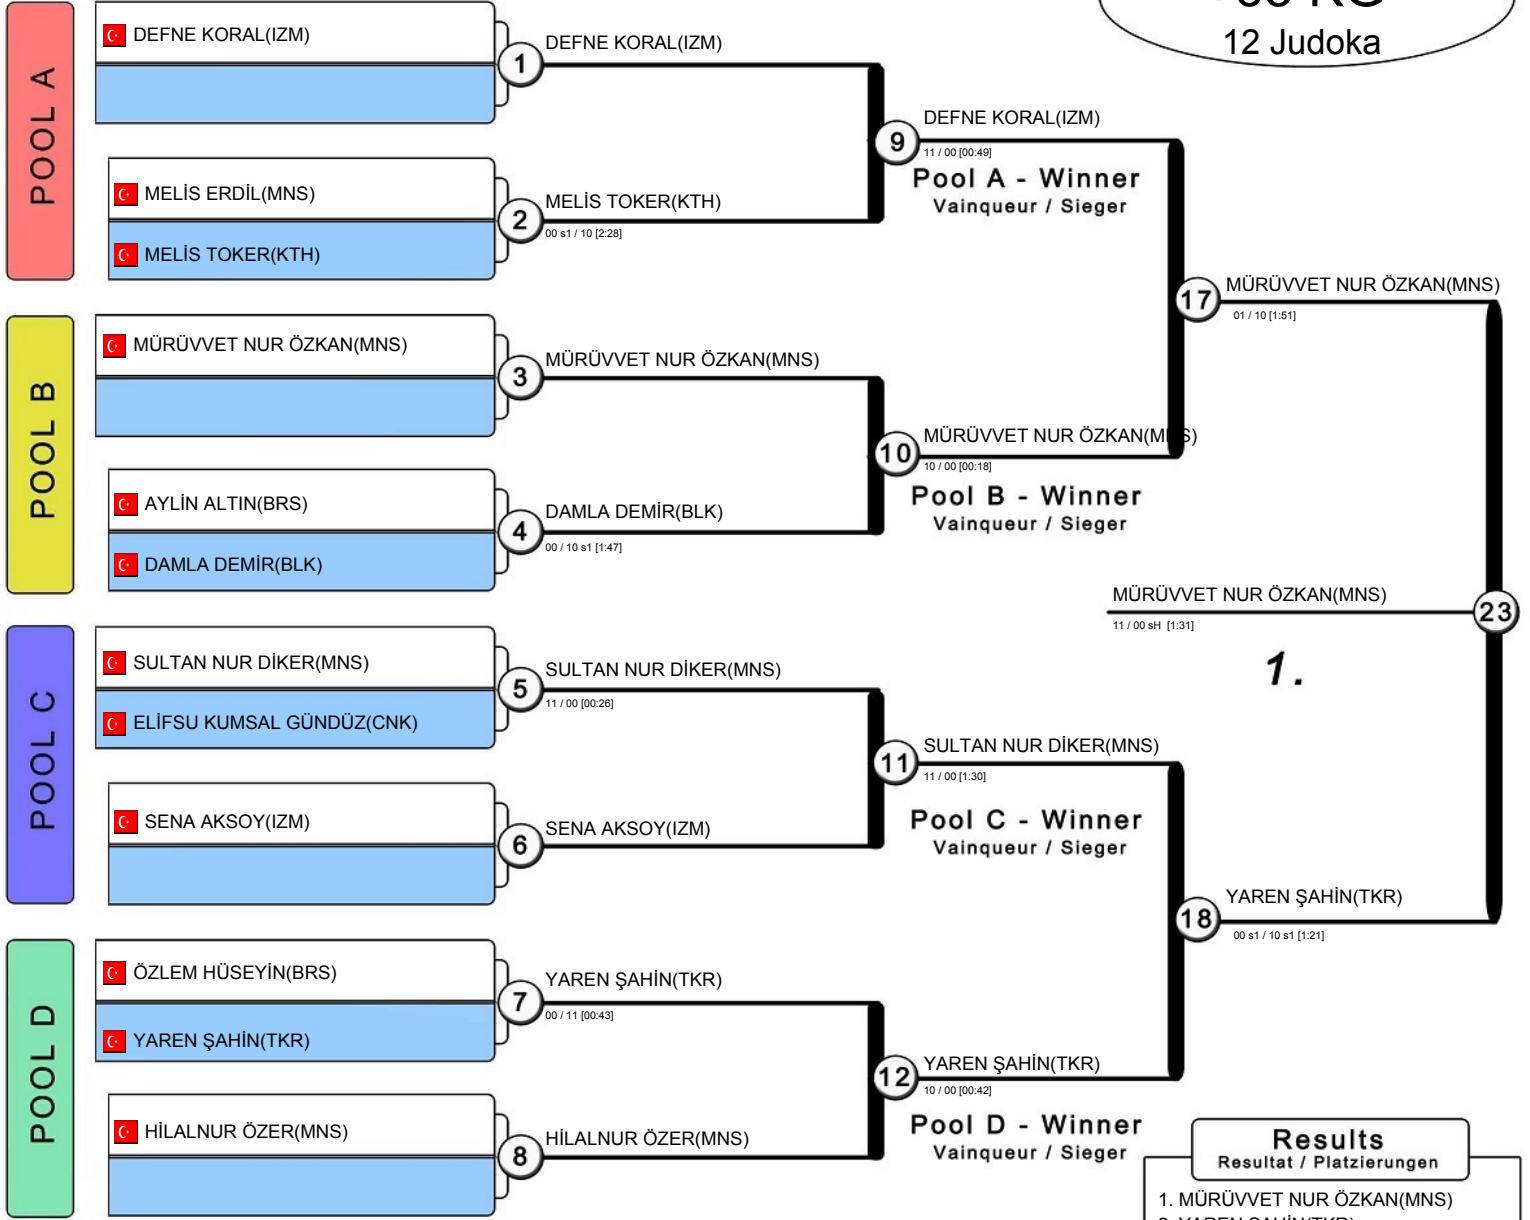 12 Judoka
POOL A
DEFNE KORAL(IZM)
1
DEFNE KORAL(IZM)
MELİS ERDİL(MNS)
MELİS TOKER(KTH)
2
MELİS TOKER(KTH)
00 s1 / 10 [2:28]
9
DEFNE KORAL(IZM)
11 / 00 [00:49]
Pool A - Winner
Vainqueur / Sieger
POOL B
MÜRÜVVET NUR ÖZKAN(MNS)
3
MÜRÜVVET NUR ÖZKAN(MNS)
AYLİN ALTIN(BRS)
DAMLA DEMİR(BLK)
4
DAMLA DEMİR(BLK)
00 / 10 s1 [1:47]
10
MÜRÜVVET NUR ÖZKAN(MNS)
10 / 00 [00:18]
Pool B - Winner
Vainqueur / Sieger
17
MÜRÜVVET NUR ÖZKAN(MNS)
01 / 10 [1:51]
POOL C
SULTAN NUR DİKER(MNS)
ELİFSU KUMSAL GÜNDÜZ(CNK)
5
SULTAN NUR DİKER(MNS)
11 / 00 [00:26]
SENA AKSOY(IZM)
6
SENA AKSOY(IZM)
11
SULTAN NUR DİKER(MNS)
11 / 00 [1:30]
Pool C - Winner
Vainqueur / Sieger
POOL D
ÖZLEM HÜSEYİN(BRS)
YAREN ŞAHİN(TKR)
7
YAREN ŞAHİN(TKR)
00 / 11 [00:43]
HİLALNUR ÖZER(MNS)
8
HİLALNUR ÖZER(MNS)
12
YAREN ŞAHİN(TKR)
10 / 00 [00:42]
Pool D - Winner
Vainqueur / Sieger
18
YAREN ŞAHİN(TKR)
00 s1 / 10 s1 [1:21]
MÜRÜVVET NUR ÖZKAN(MNS)
23
11 / 00 sH [1:31]
1.
Results
Resultat / Platzierungen
1. MÜRÜVVET NUR ÖZKAN(MNS)
2. YAREN ŞAHİN(TKR)